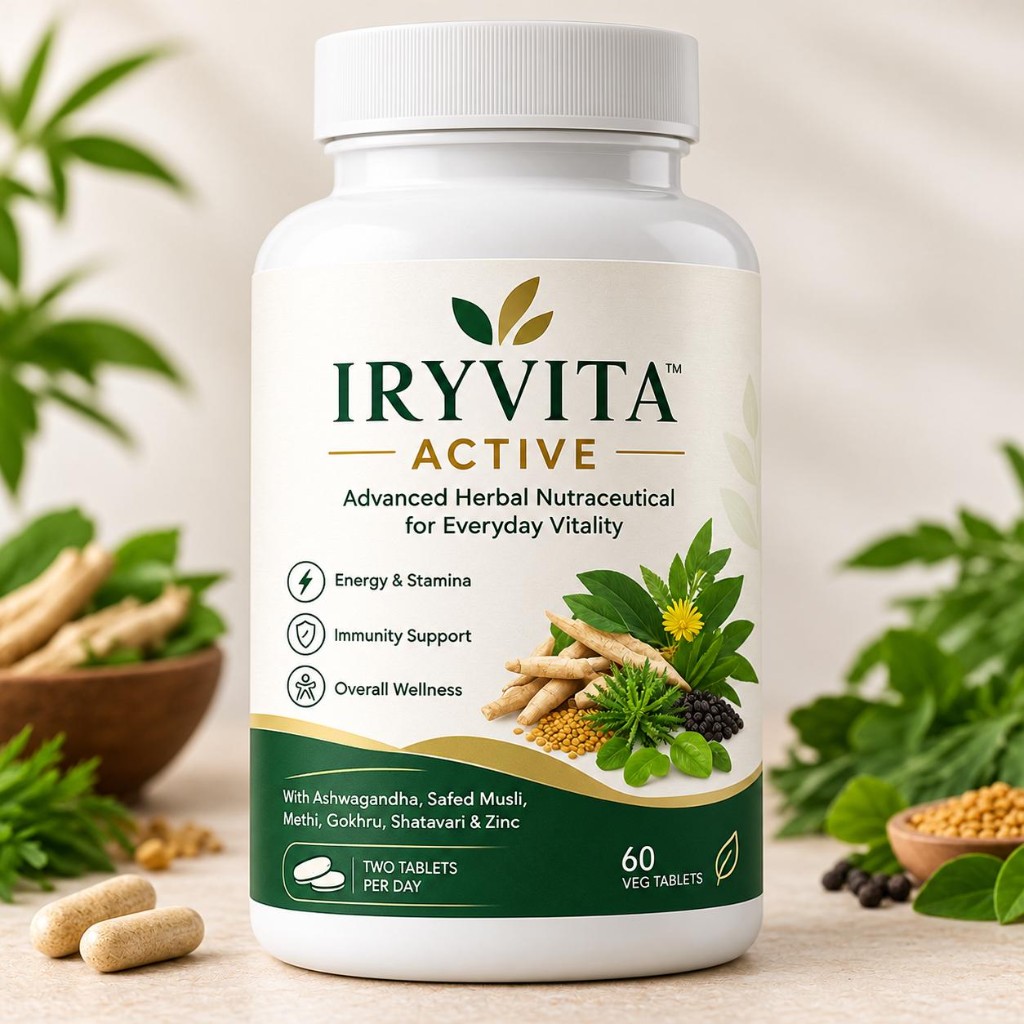 IRYVITA™
ACTIVE
Advanced Herbal Nutraceutical
for Everyday Vitality
Energy & Stamina
Immunity Support
Overall Wellness
With Ashwagandha, Safed Musli,
Methi, Gokhru, Shatavari & Zinc
TWO TABLETS
PER DAY
60
VEG TABLETS